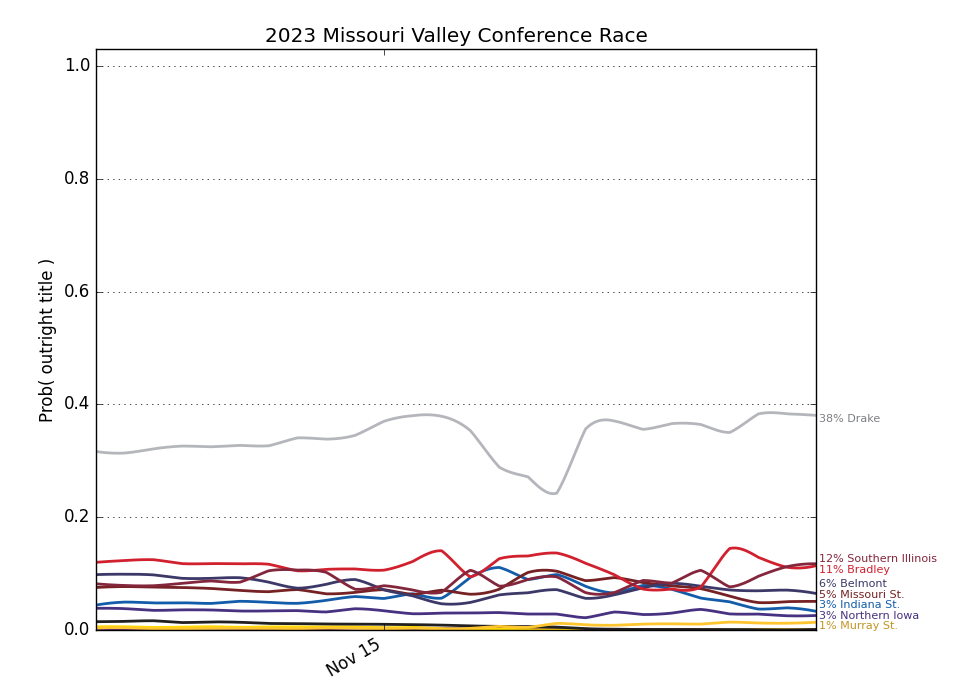 2023 Missouri Valley Conference Race
1.0
0.8
0.6
0.4
0.2
0.0
Prob( outright title )
Nov 15
38% Drake
12% Southern Illinois
11% Bradley
6% Belmont
5% Missouri St.
3% Indiana St.
3% Northern Iowa
1% Murray St.